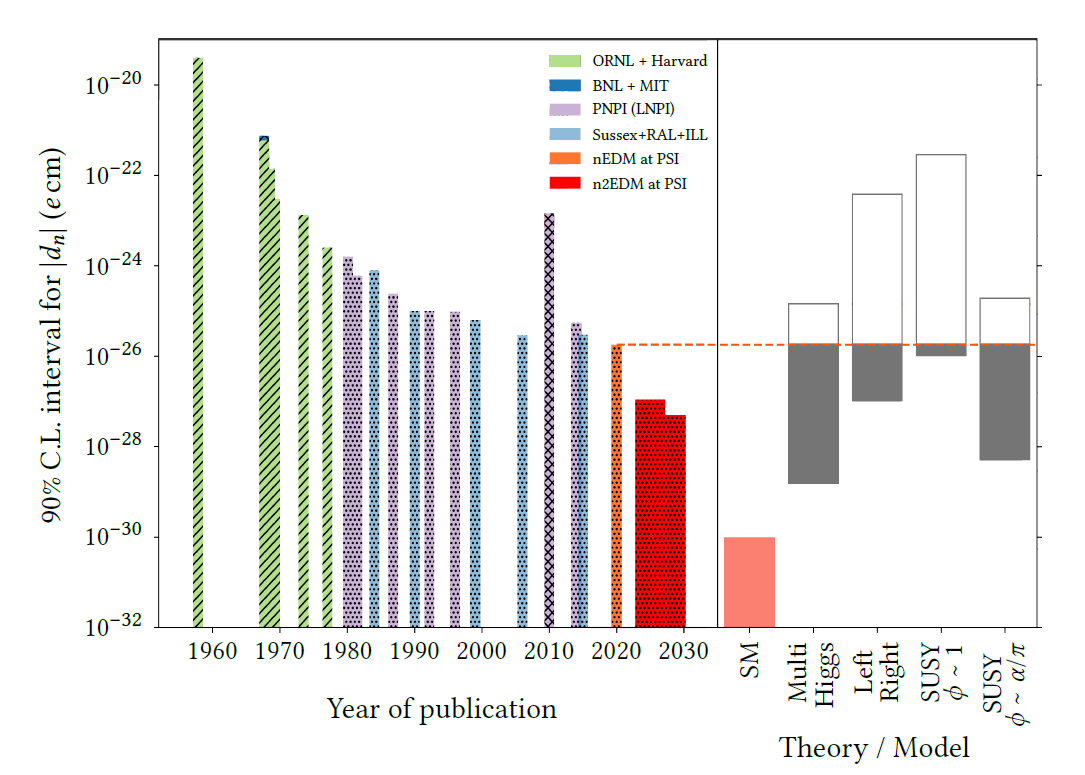 90% C.L. interval for |dₙ| (e cm)
10⁻²⁰
10⁻²²
10⁻²⁴
10⁻²⁶
10⁻²⁸
10⁻³⁰
10⁻³²
ORNL + Harvard
BNL + MIT
PNPI (LNPI)
Sussex+RAL+ILL
nEDM at PSI
n2EDM at PSI
1960 1970 1980 1990 2000 2010 2020 2030
Year of publication
SM
Multi
Higgs
Left
Right
SUSY
ϕ ~ 1
SUSY
ϕ ~ α/π
Theory / Model